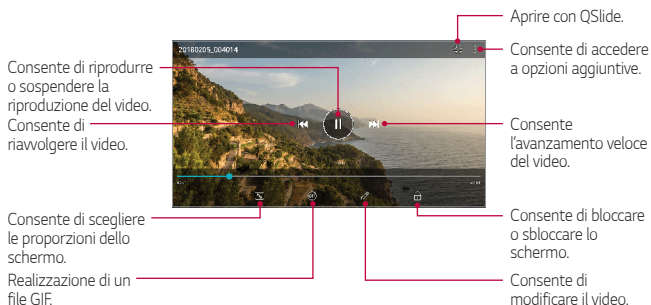 Aprire con QSlide.
20180205_004014
Consente di accedere
a opzioni aggiuntive.
Consente di riprodurre
o sospendere la
riproduzione del video.
Consente di
riavvolgere il video.
Consente
l'avanzamento veloce
del video.
Consente di scegliere
le proporzioni dello
schermo.
Consente di bloccare
o sbloccare lo
schermo.
Realizzazione di un
file GIF.
Consente di
modificare il video.